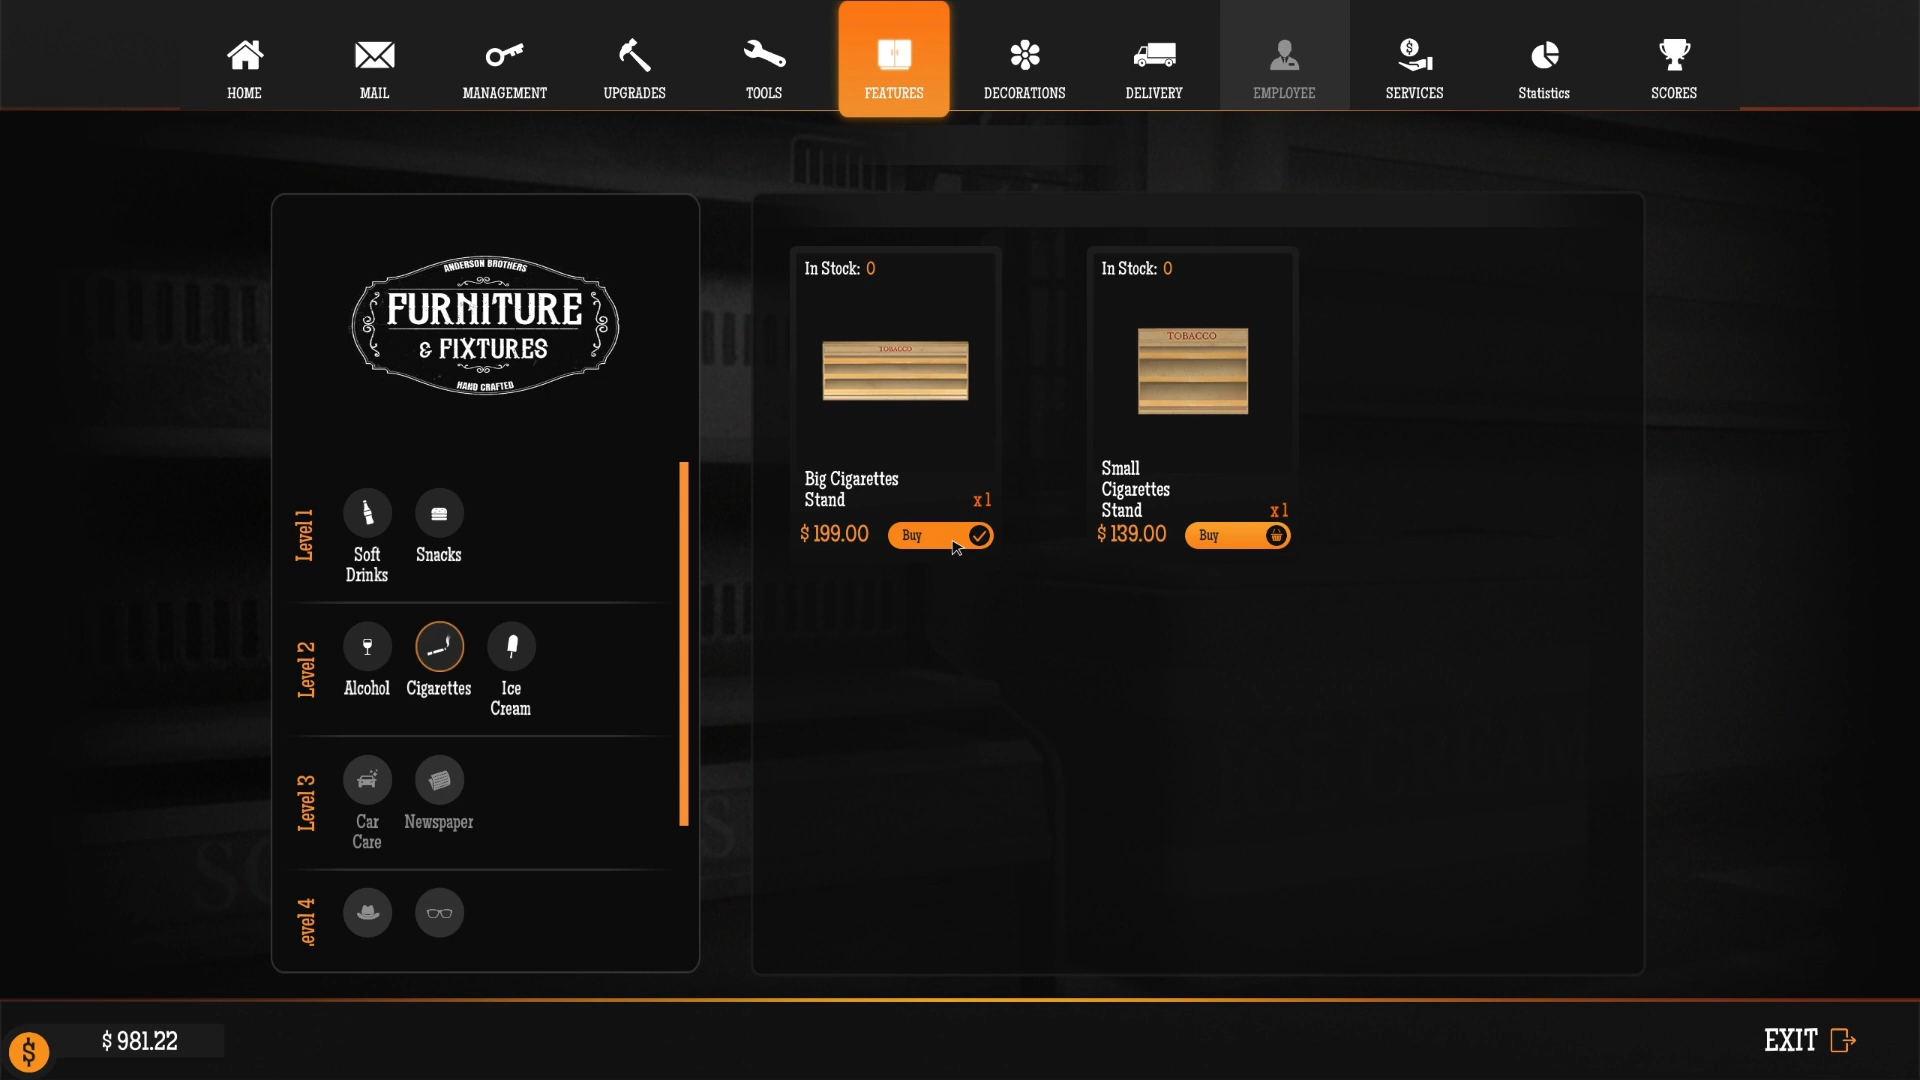 HOME
MAIL
MANAGEMENT
UPGRADES
TOOLS
FEATURES
DECORATIONS
DELIVERY
EMPLOYEE
SERVICES
Statistics
SCORES
ANDERSON BROTHERS
FURNITURE
& FIXTURES
HAND CRAFTED
Level 1
Soft
Drinks
Snacks
Level 2
Alcohol
Cigarettes
Ice
Cream
Level 3
Car
Care
Newspaper
evel 4
In Stock: 0
TOBACCO
Big Cigarettes
Stand
x1
$ 199.00
Buy
In Stock: 0
TOBACCO
Small
Cigarettes
Stand
x1
$ 139.00
Buy
$ 981.22
EXIT